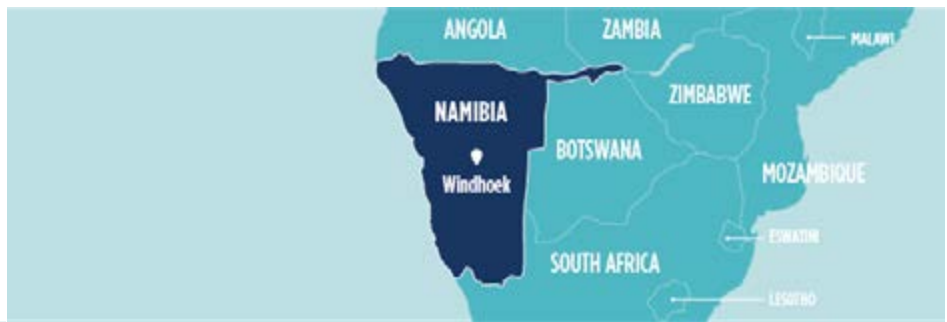 ANGOLA
ZAMBIA
MALAWI
NAMIBIA
ZIMBABWE
BOTSWANA
MOZAMBIQUE
Windhoek
ESWATINI
SOUTH AFRICA
LESOTHO